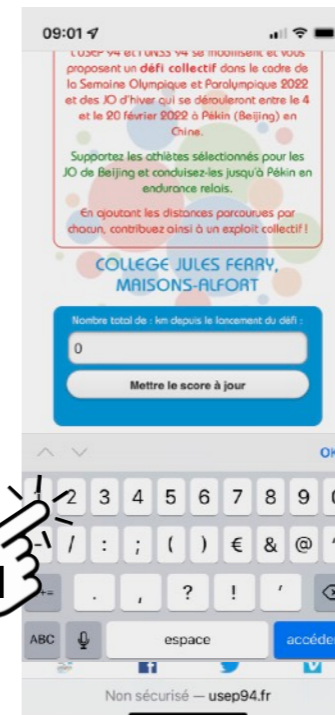 09:01
L'USEP 94 et l'UNSS 94 se mobilisent et vous
proposent un défi collectif dans le cadre de
la Semaine Olympique et Paralympique 2022
et des JO d'hiver qui se dérouleront entre le 4
et le 20 février 2022 à Pékin (Beijing) en
Chine.
Supportez les athlètes sélectionnés pour les
JO de Beijing et conduisez-les jusqu'à Pékin en
endurance relais.
En ajoutant les distances parcourues par
chacun, contribuez ainsi à un exploit collectif !
COLLEGE JULES FERRY,
MAISONS-ALFORT
Nombre total de : km depuis le lancement du défi :
0
Mettre le score à jour
OK
1 2 3 4 5 6 7 8 9 0
- / : ; ( ) € & @
. , ? ! '
ABC espace accéder
Non sécurisé — usep94.fr